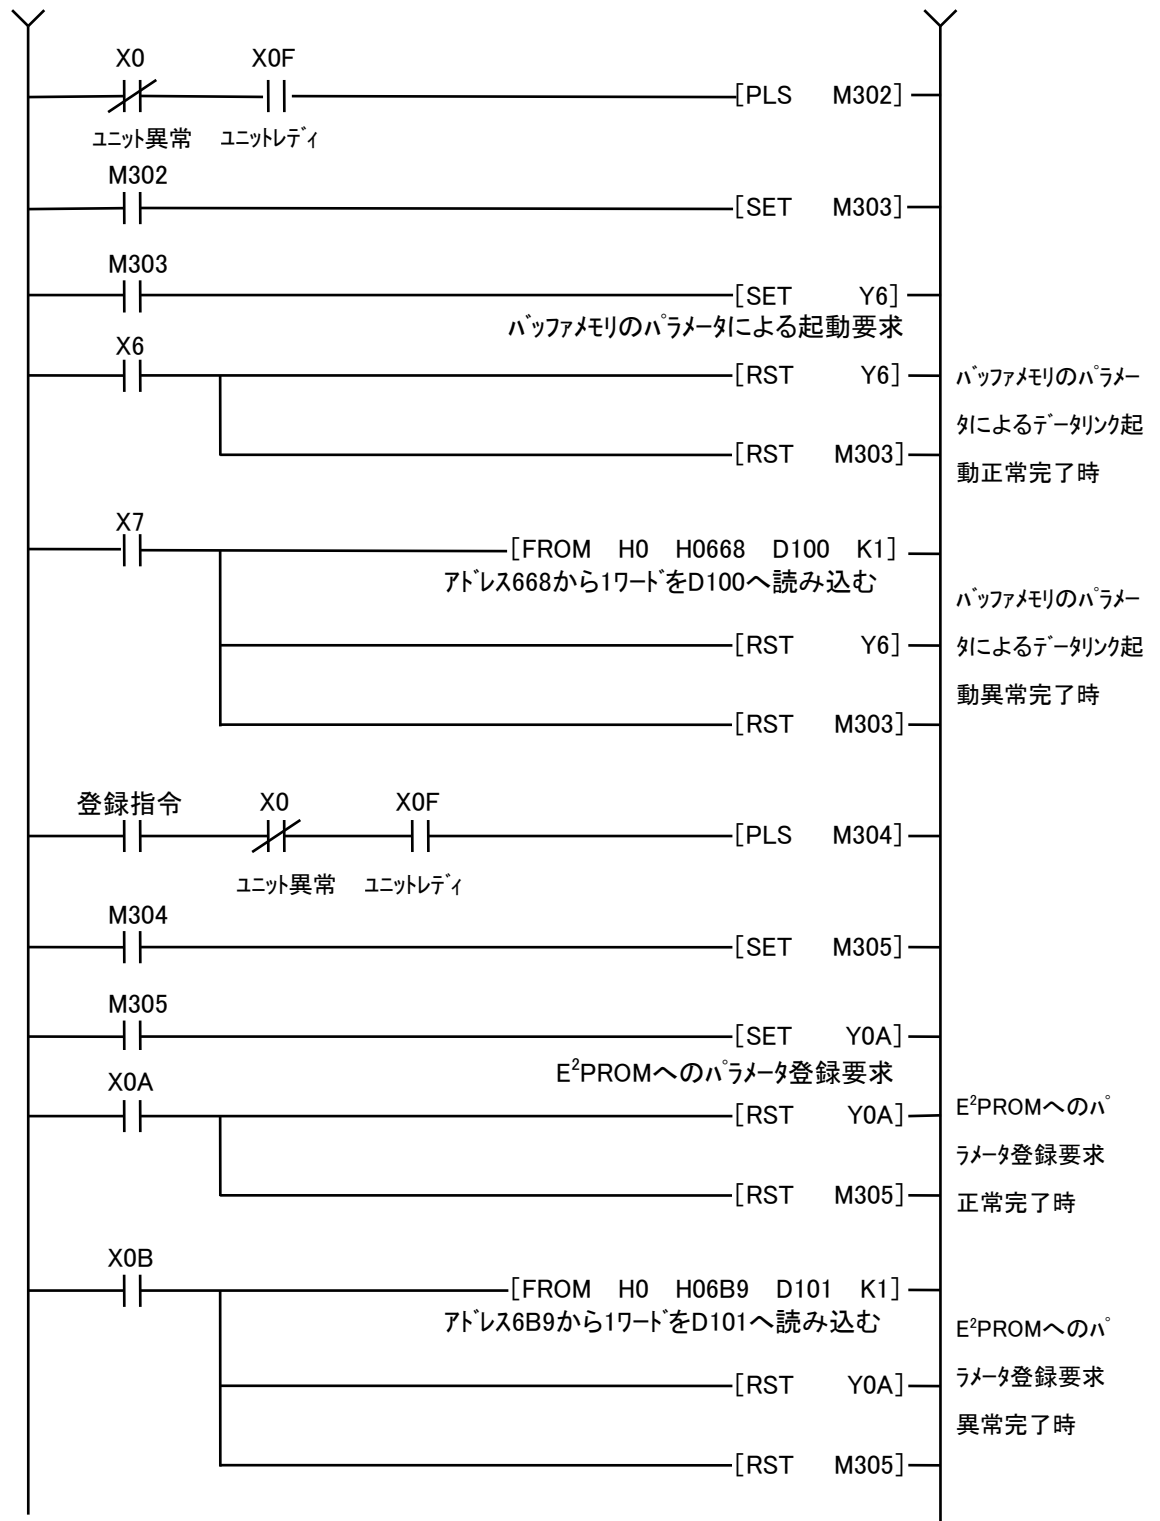 X0 X0F
[PLS M302]
ﾕﾆｯﾄ異常 ﾕﾆｯﾄﾚﾃﾞｨ
M302
[SET M303]
M303
[SET Y6]
ﾊﾞｯﾌｧﾒﾓﾘのﾊﾟﾗﾒｰﾀによる起動要求
X6
[RST Y6]
[RST M303]
ﾊﾞｯﾌｧﾒﾓﾘのﾊﾟﾗﾒｰ
ﾀによるﾃﾞｰﾀﾘﾝｸ起
動正常完了時
X7
[FROM H0 H0668 D100 K1]
ｱﾄﾞﾚｽ668から1ﾜｰﾄﾞをD100へ読み込む
[RST Y6]
[RST M303]
ﾊﾞｯﾌｧﾒﾓﾘのﾊﾟﾗﾒｰ
ﾀによるﾃﾞｰﾀﾘﾝｸ起
動異常完了時
登録指令 X0 X0F
[PLS M304]
ﾕﾆｯﾄ異常 ﾕﾆｯﾄﾚﾃﾞｨ
M304
[SET M305]
M305
[SET Y0A]
E²PROMへのﾊﾟﾗﾒｰﾀ登録要求
X0A
[RST Y0A]
[RST M305]
E²PROMへのﾊﾟ
ﾗﾒｰﾀ登録要求
正常完了時
X0B
[FROM H0 H06B9 D101 K1]
ｱﾄﾞﾚｽ6B9から1ﾜｰﾄﾞをD101へ読み込む
[RST Y0A]
[RST M305]
E²PROMへのﾊﾟ
ﾗﾒｰﾀ登録要求
異常完了時